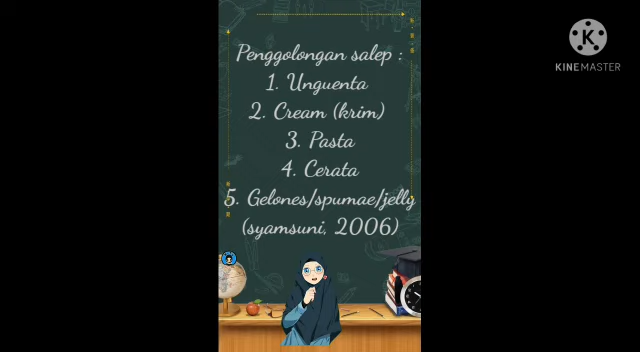 KINEMASTER
Penggolongan salep :
1. Unguenta
2. Cream (krim)
3. Pasta
4. Cerata
5. Gelones/spumae/jelly
(syamsuni, 2006)